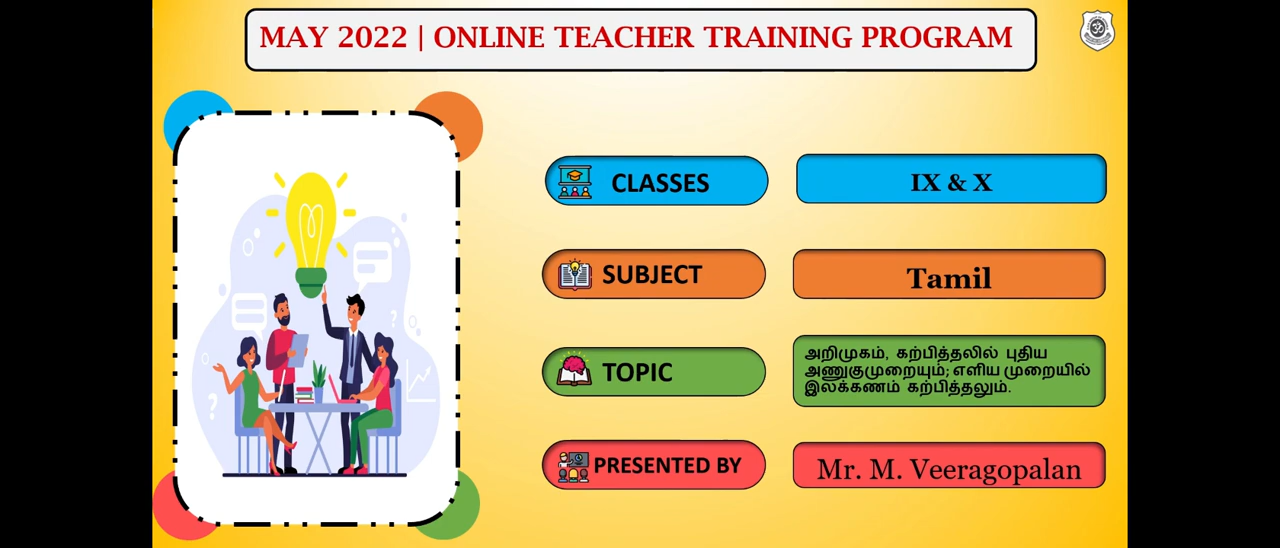 MAY 2022 | ONLINE TEACHER TRAINING PROGRAM
CLASSES
IX & X
SUBJECT
Tamil
TOPIC
அறிமுகம், கற்பித்தலில் புதிய
அணுகுமுறையும்; எளிய முறையில்
இலக்கணம் கற்பித்தலும்.
PRESENTED BY
Mr. M. Veeragopalan